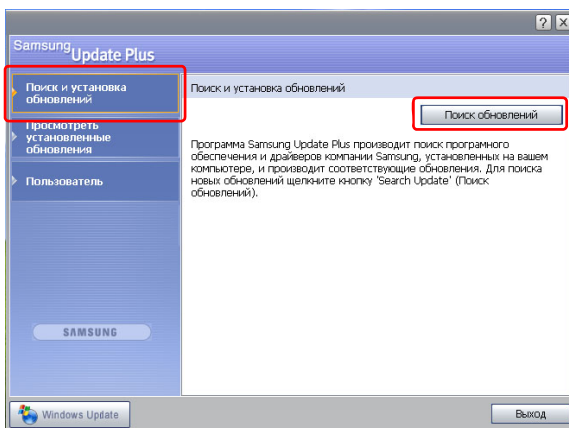 Samsung Update Plus
Поиск и установка
обновлений
Просмотреть
установленные
обновления
Пользователь
SAMSUNG
Windows Update
Поиск и установка обновлений
Поиск обновлений
Программа Samsung Update Plus производит поиск програмного
обеспечения и драйверов компании Samsung, установленных на вашем
компьютере, и производит соответствующие обновления. Для поиска
новых обновлений щелкните кнопку 'Search Update' (Поиск
обновлений).
Выход